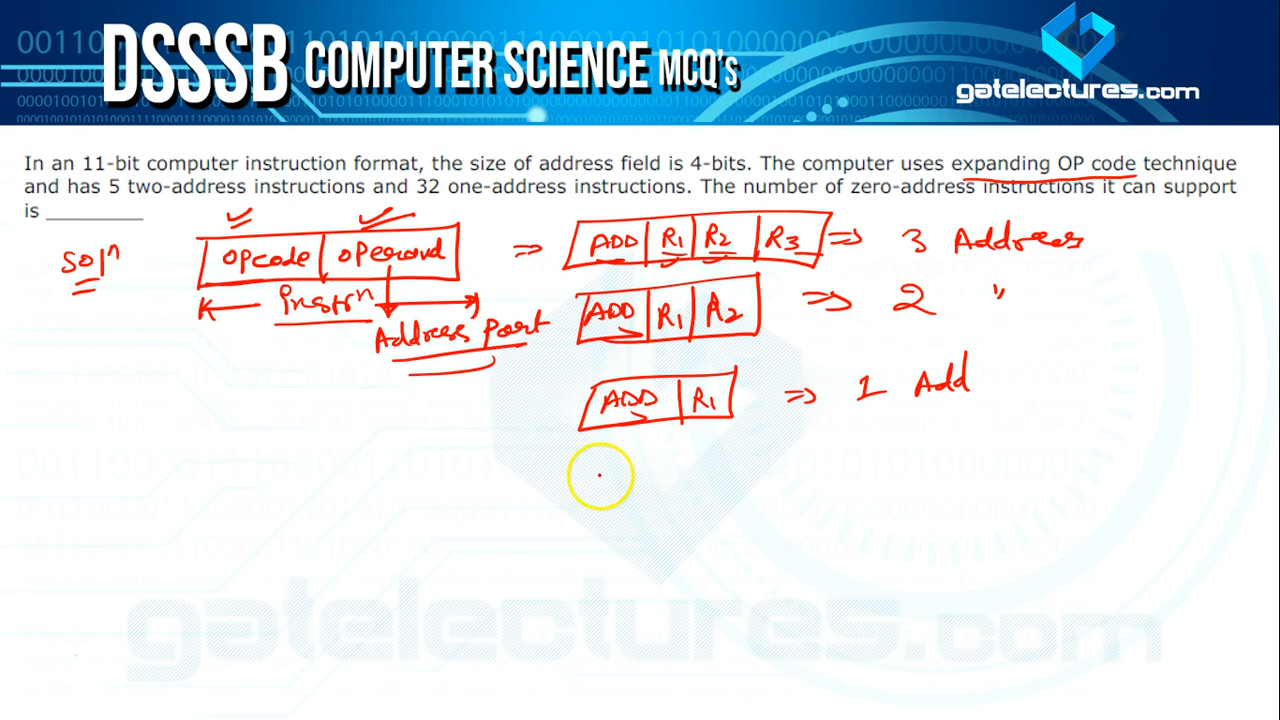 DSSSB COMPUTER SCIENCE MCQ's
gatelectures.com
In an 11-bit computer instruction format, the size of address field is 4-bits. The computer uses expanding OP code technique
and has 5 two-address instructions and 32 one-address instructions. The number of zero-address instructions it can support
is ________
Solⁿ
opcode operand ⇒ ADD R1 R2 R3 ⇒ 3 Address
Instrⁿ
Address part
ADD R1 R2 ⇒ 2 "
ADD R1 ⇒ 1 Add
gatelectures.com